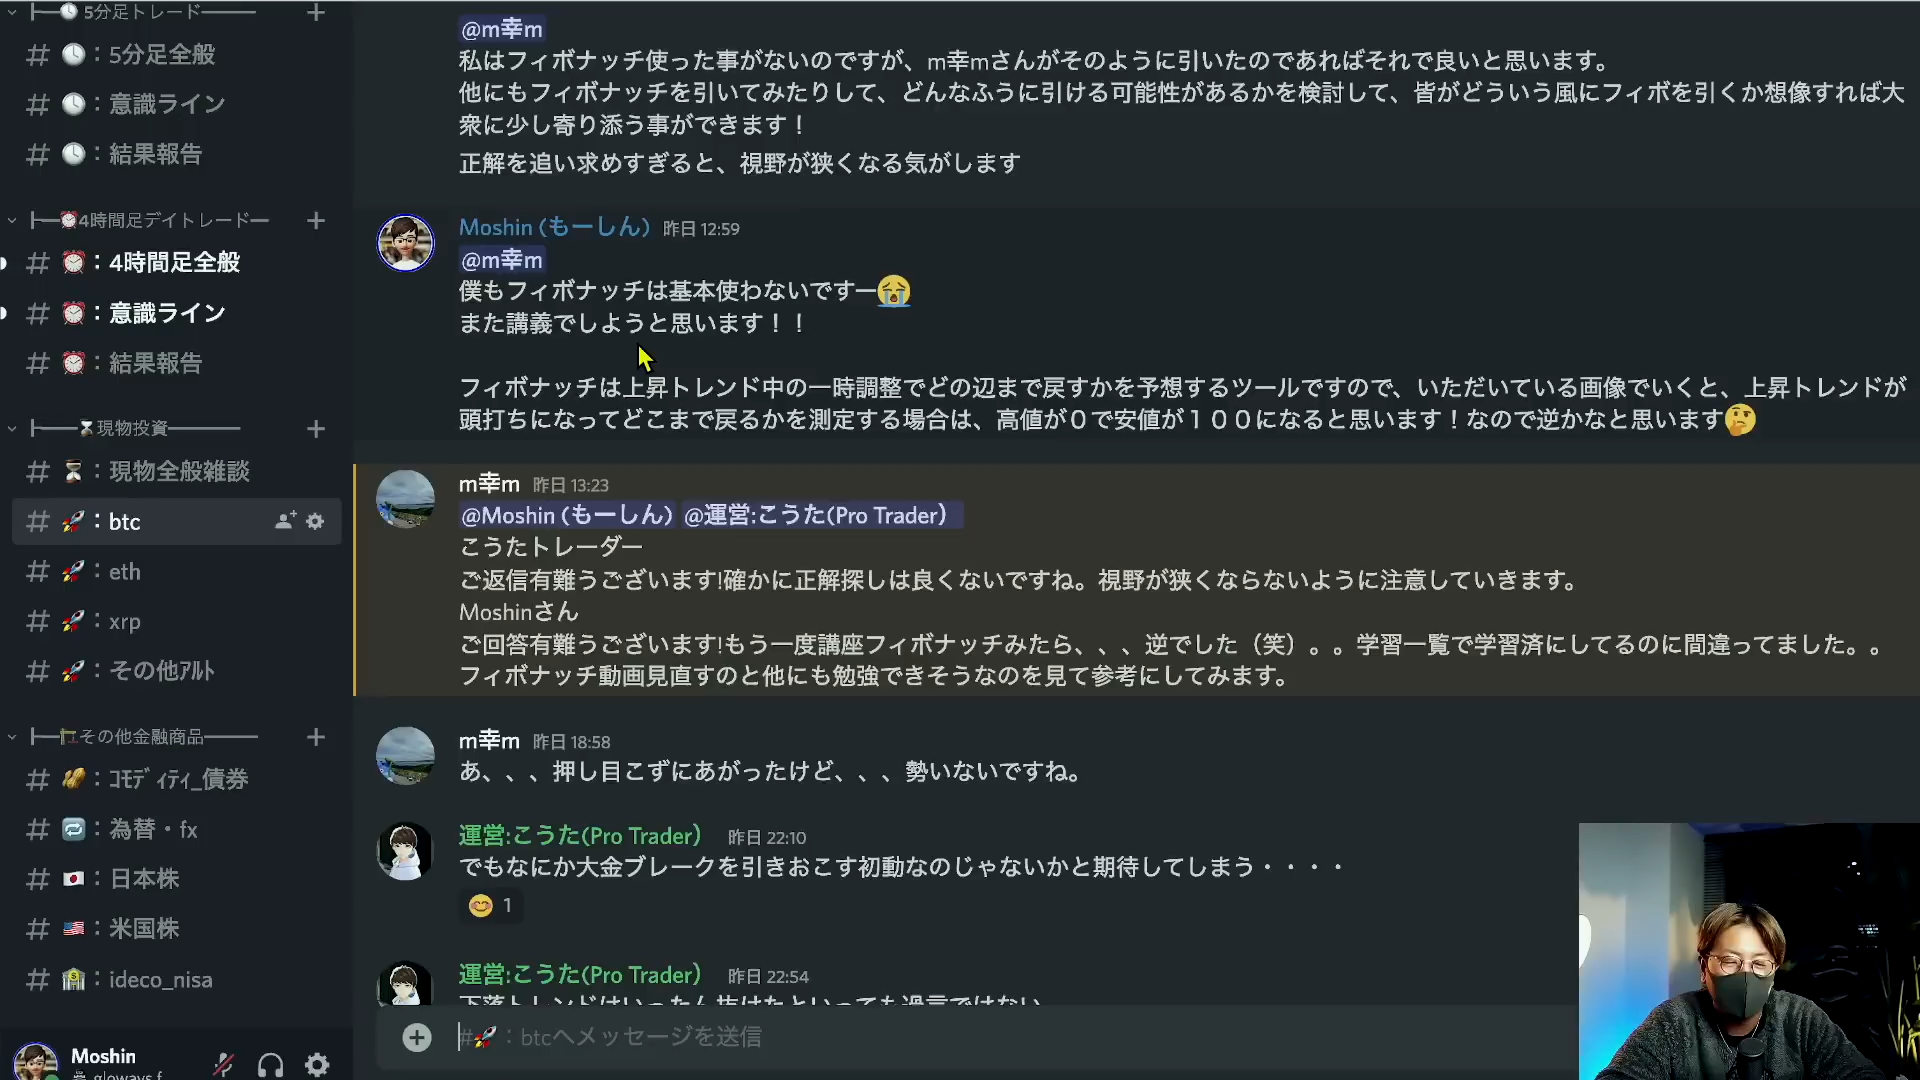 5分足トレード
5分足全般
意識ライン
結果報告
4時間足デイトレード
4時間足全般
意識ライン
結果報告
現物投資
現物全般雑談
btc
eth
xrp
その他ｱﾙﾄ
その他金融商品
ｺﾓﾃﾞｨﾃｨ_債券
為替・fx
日本株
米国株
ideco_nisa
Moshin
@m幸m
私はフィボナッチ使った事がないのですが、m幸mさんがそのように引いたのであればそれで良いと思います。
他にもフィボナッチを引いてみたりして、どんなふうに引ける可能性があるかを検討して、皆がどういう風にフィボを引くか想像すれば大
衆に少し寄り添う事ができます！
正解を追い求めすぎると、視野が狭くなる気がします
Moshin (もーしん) 昨日 12:59
@m幸m
僕もフィボナッチは基本使わないですー😭
また講義でしようと思います！！
フィボナッチは上昇トレンド中の一時調整でどの辺まで戻すかを予想するツールですので、いただいている画像でいくと、上昇トレンドが
頭打ちになってどこまで戻るかを測定する場合は、高値が０で安値が１００になると思います！なので逆かなと思います🤔
m幸m 昨日 13:23
@Moshin (もーしん) @運営:こうた(Pro Trader）
こうたトレーダー
ご返信有難うございます!確かに正解探しは良くないですね。視野が狭くならないように注意していきます。
Moshinさん
ご回答有難うございます!もう一度講座フィボナッチみたら、、、逆でした（笑）。。学習一覧で学習済にしてるのに間違ってました。。
フィボナッチ動画見直すのと他にも勉強できそうなのを見て参考にしてみます。
m幸m 昨日 18:58
あ、、、押し目こずにあがったけど、、、勢いないですね。
運営:こうた(Pro Trader） 昨日 22:10
でもなにか大金ブレークを引きおこす初動なのじゃないかと期待してしまう・・・・
😊 1
運営:こうた(Pro Trader） 昨日 22:54
下落トレンドはいったん抜けたといっても過言ではない
#🚀：btcへメッセージを送信